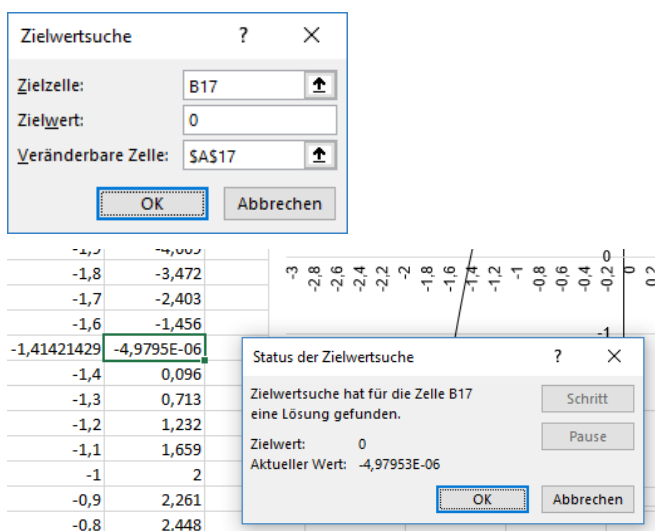 Zielwertsuche ? ×
Zielzelle: B17
Zielwert: 0
Veränderbare Zelle: $A$17
OK Abbrechen
-1,9 -4,669
-1,8 -3,472
-1,7 -2,403
-1,6 -1,456
-1,41421429 -4,9795E-06
-1,4 0,096
-1,3 0,713
-1,2 1,232
-1,1 1,659
-1 2
-0,9 2,261
-0,8 2,448
0
-3 -2,8 -2,6 -2,4 -2,2 -2 -1,8 -1,6 -1,4 -1,2 -1 -0,8 -0,6 -0,4 -0,2 0 0,2
-1
Status der Zielwertsuche ? ×
Zielwertsuche hat für die Zelle B17
eine Lösung gefunden.
Zielwert: 0
Aktueller Wert: -4,97953E-06
Schritt
Pause
OK Abbrechen